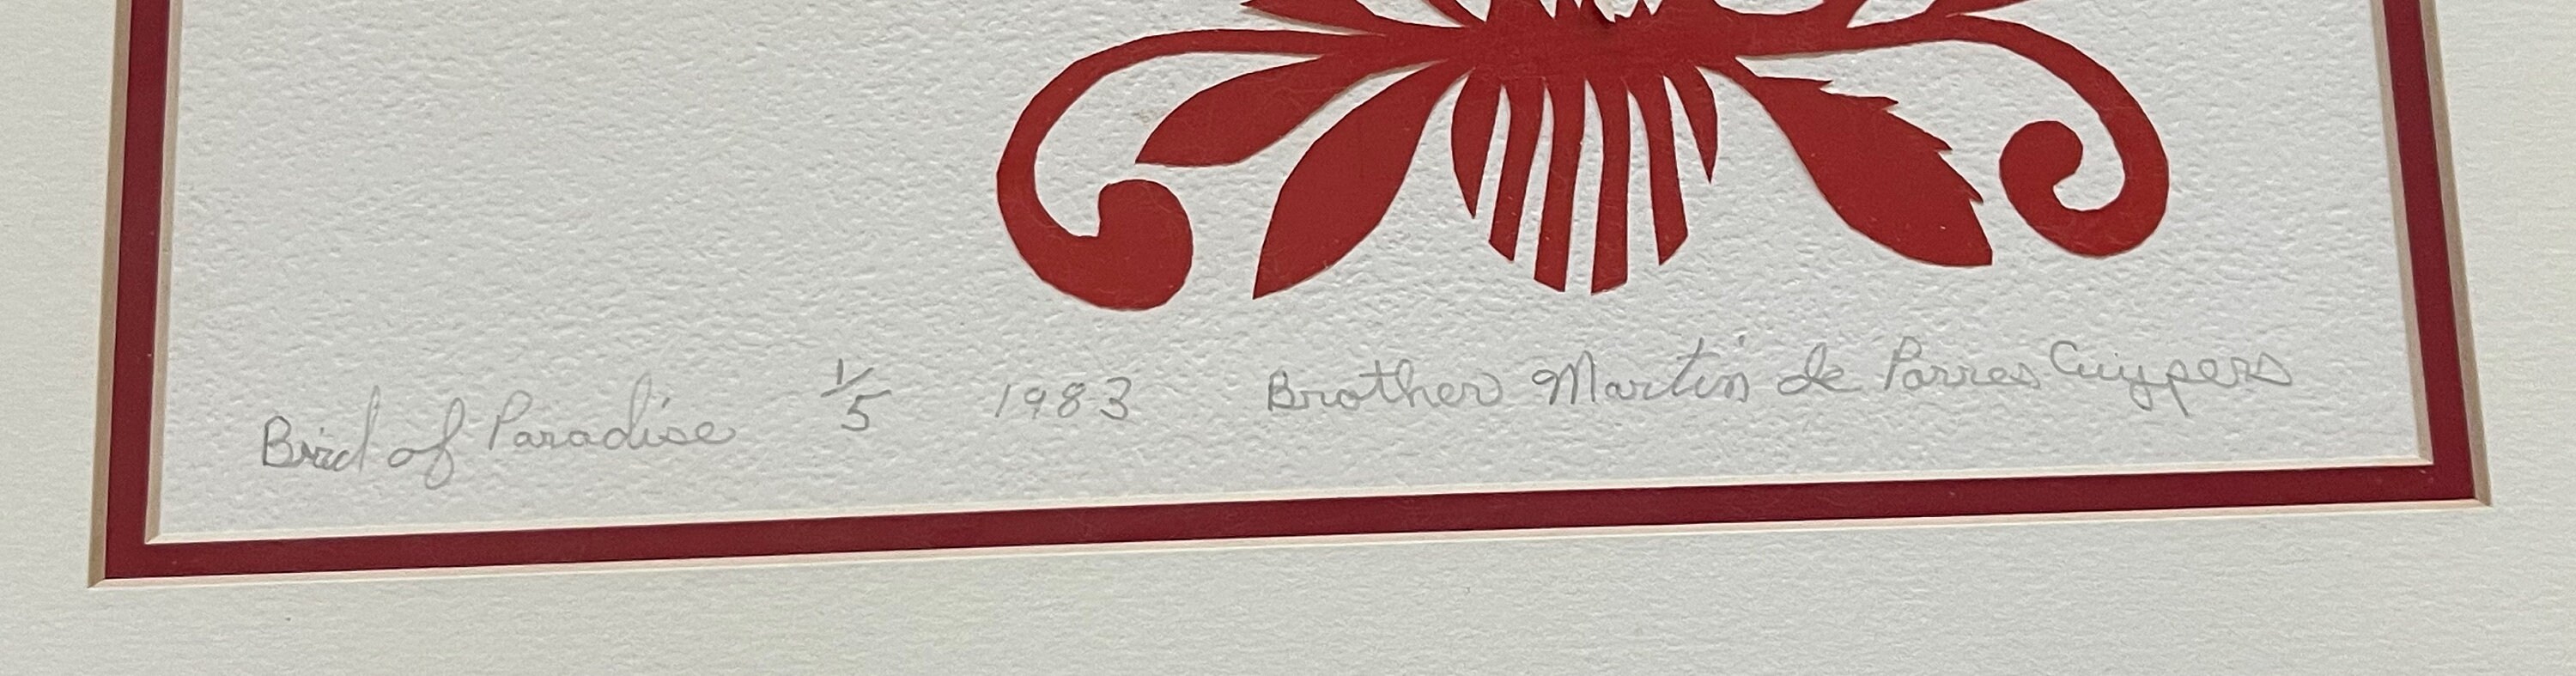 Bird of Paradise 1/5 1983 Brother Martin de Porres Cuypers